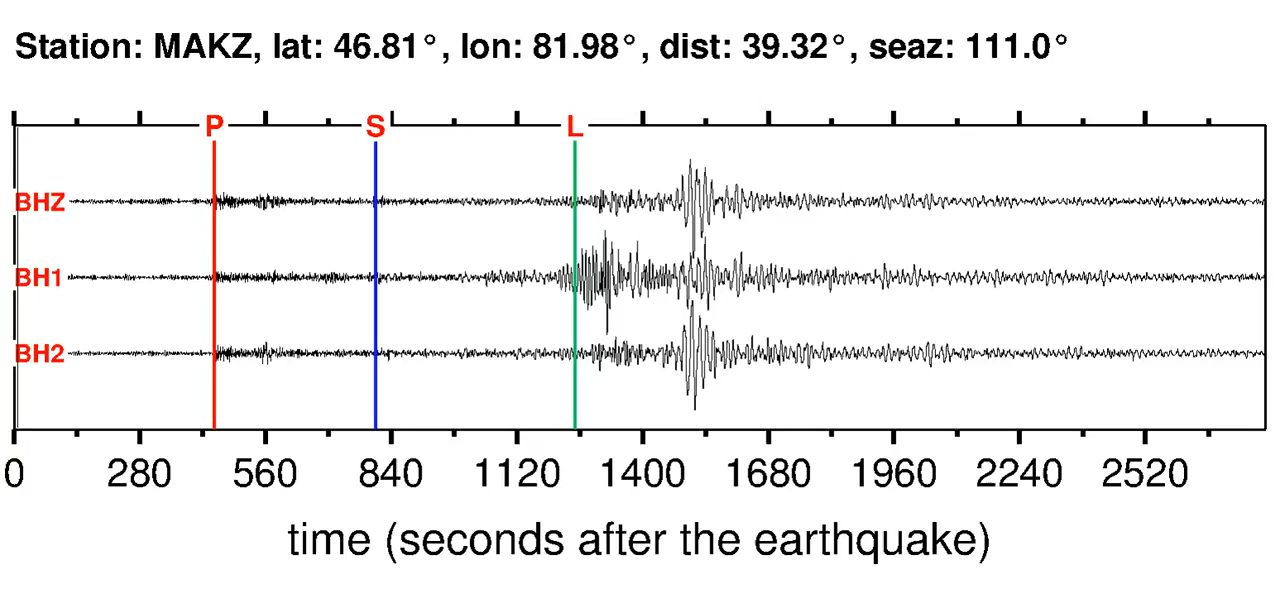 Station: MAKZ, lat: 46.81°, lon: 81.98°, dist: 39.32°, seaz: 111.0°
P S L
BHZ
BH1
BH2
0 280 560 840 1120 1400 1680 1960 2240 2520
time (seconds after the earthquake)